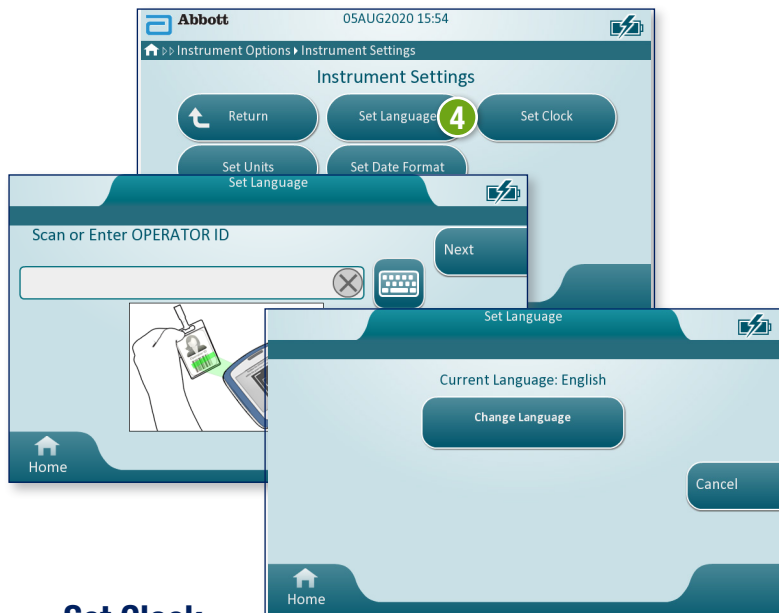 Abbott
05AUG2020 15:54
Instrument Options Instrument Settings
Instrument Settings
Return
Set Language
4
Set Clock
Set Units
Set Date Format
Set Language
Scan or Enter OPERATOR ID
Next
Home
Set Language
Current Language: English
Change Language
Cancel
Home
Set Clock